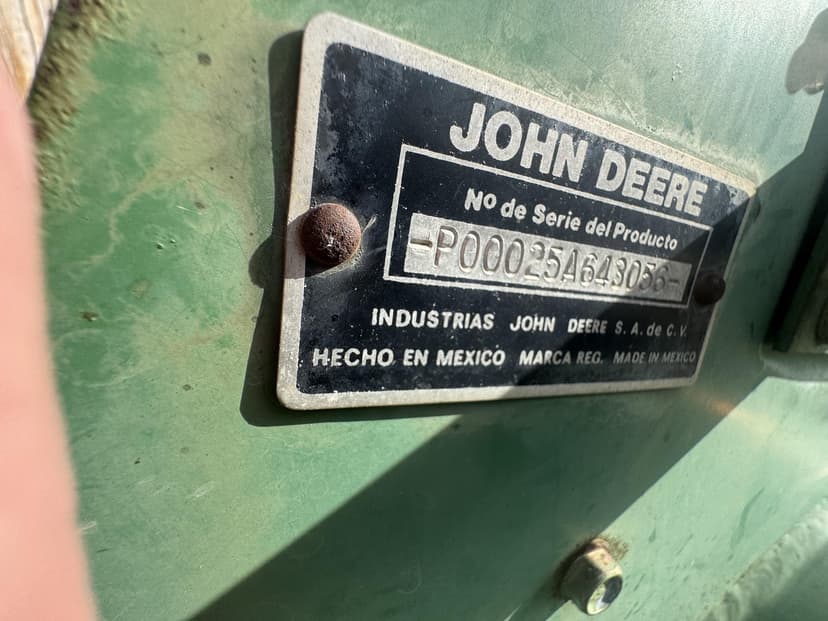 JOHN DEERE
Nº de Serie del Producto
-P00025A643056-
INDUSTRIAS JOHN DEERE S. A. de C. V.
HECHO EN MEXICO MARCA REG. MADE IN MEXICO